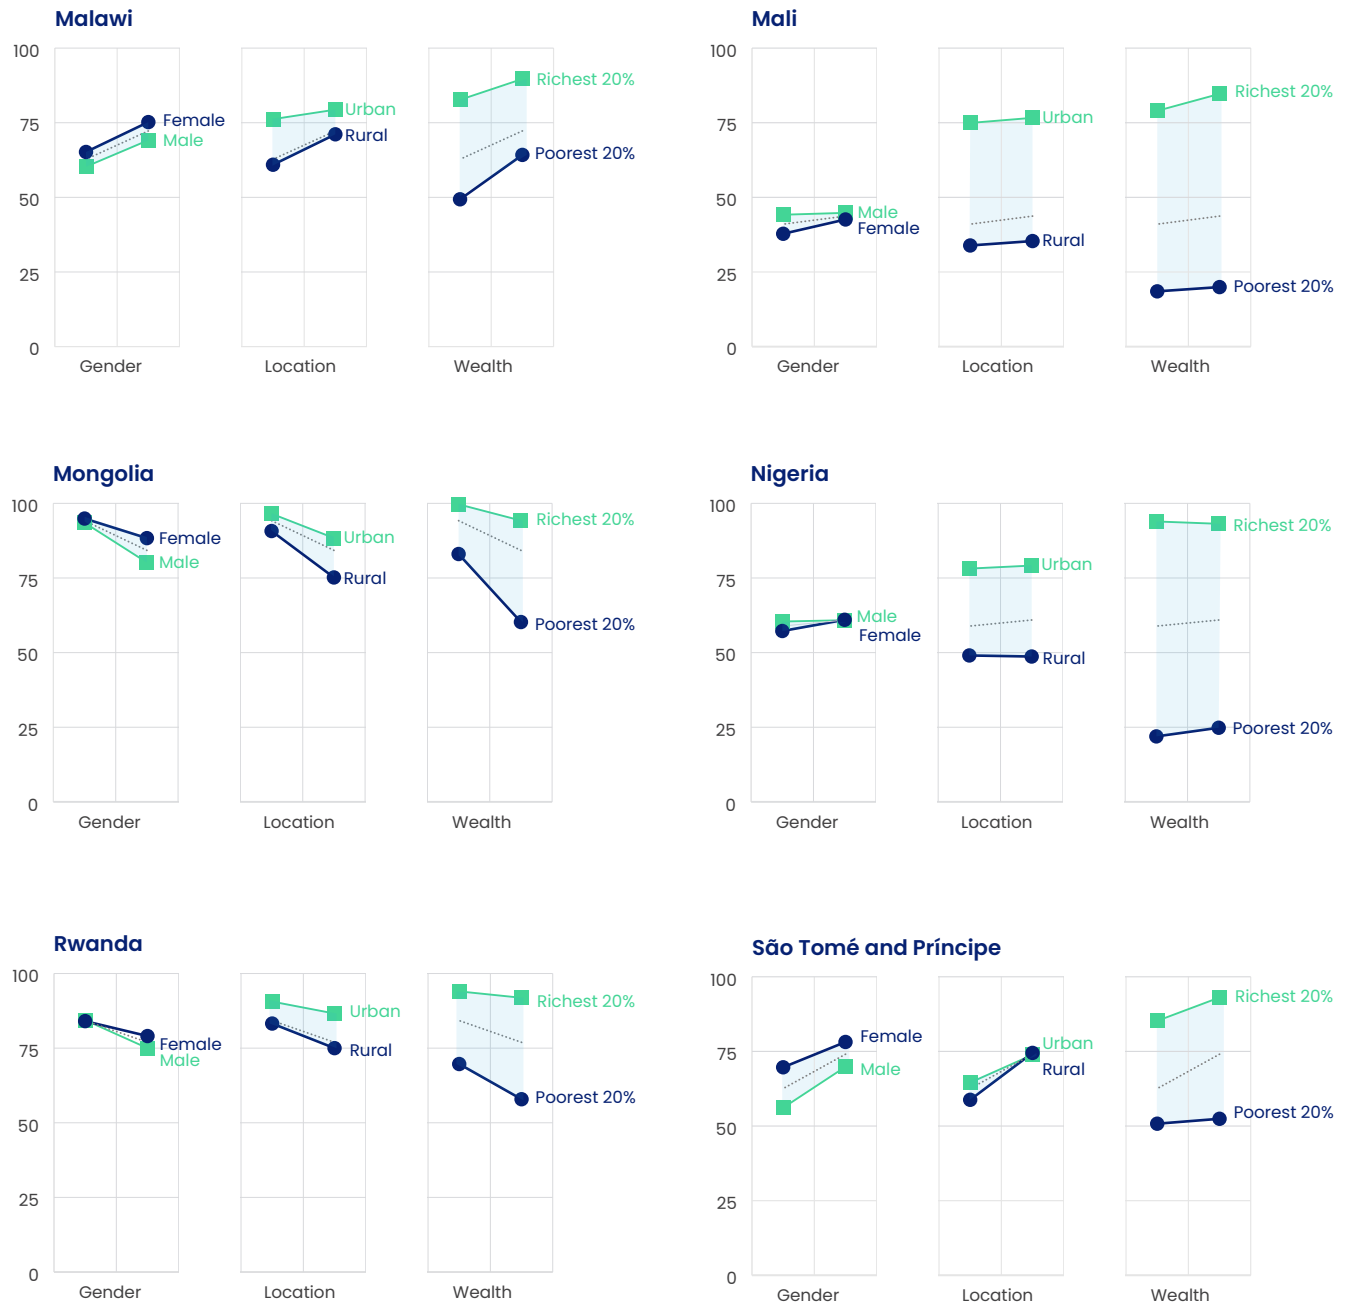 Malawi
100
75
50
25
0
Female
Male
Gender
Urban
Rural
Location
Richest 20%
Poorest 20%
Wealth
Mali
100
75
50
25
0
Male
Female
Gender
Urban
Rural
Location
Richest 20%
Poorest 20%
Wealth
Mongolia
100
75
50
25
0
Female
Male
Gender
Urban
Rural
Location
Richest 20%
Poorest 20%
Wealth
Nigeria
100
75
50
25
0
Male
Female
Gender
Urban
Rural
Location
Richest 20%
Poorest 20%
Wealth
Rwanda
100
75
50
25
0
Female
Male
Gender
Urban
Rural
Location
Richest 20%
Poorest 20%
Wealth
São Tomé and Príncipe
100
75
50
25
0
Female
Male
Gender
Urban
Rural
Location
Richest 20%
Poorest 20%
Wealth